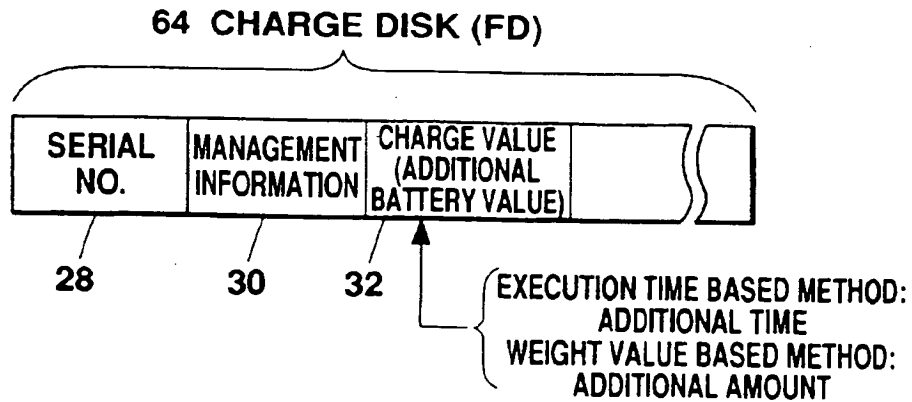 64 CHARGE DISK (FD)
SERIAL
NO.
MANAGEMENT
INFORMATION
CHARGE VALUE
(ADDITIONAL
BATTERY VALUE)
28
30
32
EXECUTION TIME BASED METHOD:
ADDITIONAL TIME
WEIGHT VALUE BASED METHOD:
ADDITIONAL AMOUNT